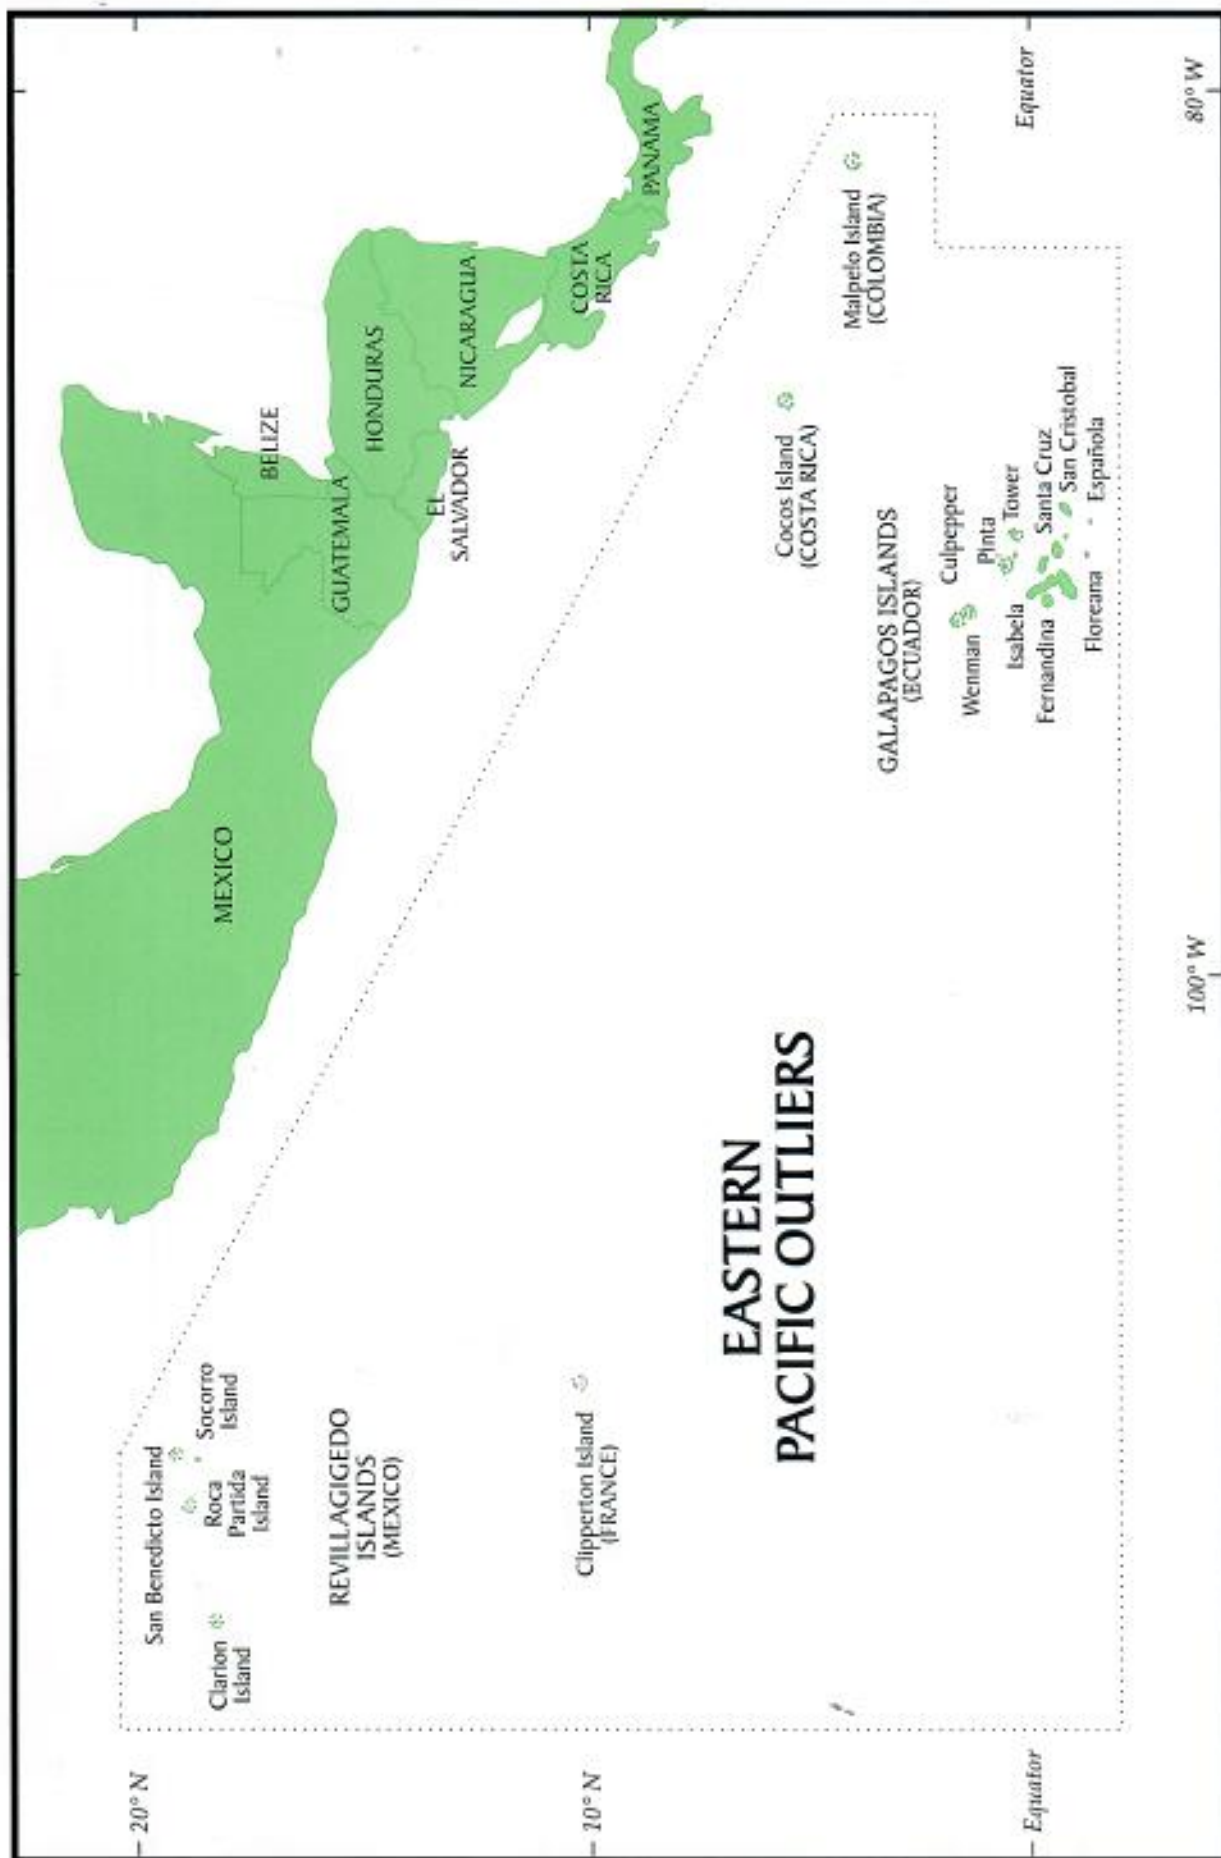 MEXICO
BELIZE
GUATEMALA
HONDURAS
EL
SALVADOR
NICARAGUA
COSTA
RICA
PANAMA
20° N
San Benedicto Island
Socorro
Island
Roca
Partida
Island
Clarion
Island
REVILLAGIGEDO
ISLANDS
(MEXICO)
10° N
Clipperton Island
(FRANCE)
EASTERN
PACIFIC OUTLIERS
Cocos Island
(COSTA RICA)
Malpelo Island
(COLOMBIA)
GALAPAGOS ISLANDS
(ECUADOR)
Culpepper
Wenman
Pinta
Tower
Isabela
Santa Cruz
Fernandina
San Cristobal
Floreana
Española
Equator
Equator
100° W
80° W